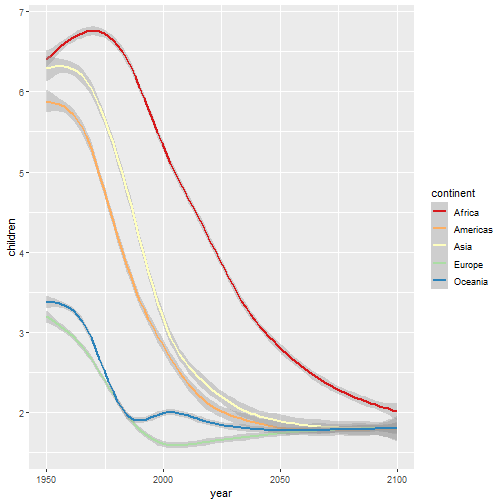 7
6
5
4
3
2
children
1950
2000
2050
2100
year
continent
Africa
Americas
Asia
Europe
Oceania